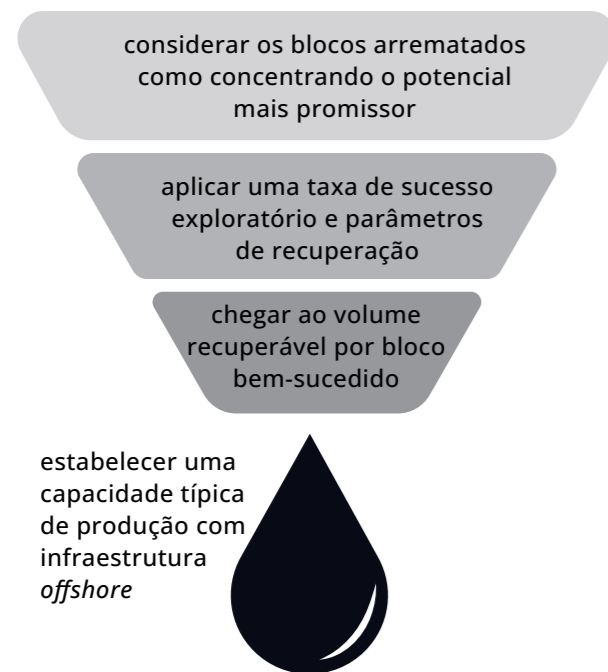 considerar os blocos arrematados
como concentrando o potencial
mais promissor
aplicar uma taxa de sucesso
exploratório e parâmetros
de recuperação
chegar ao volume
recuperável por bloco
bem-sucedido
estabelecer uma
capacidade típica
de produção com
infraestrutura
offshore